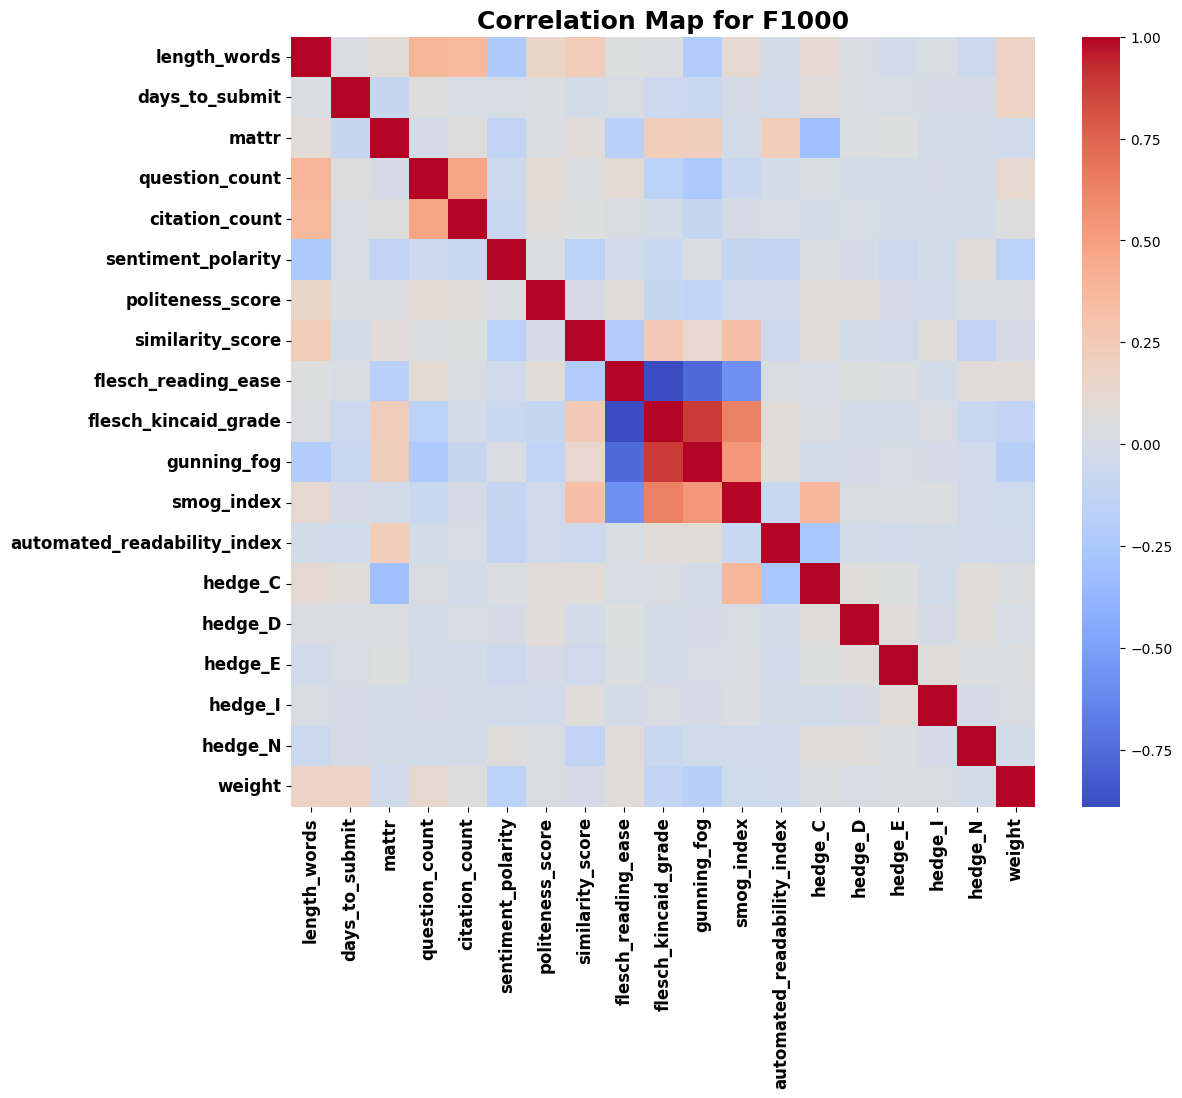 Correlation Map for F1000
length_words
days_to_submit
mattr
question_count
citation_count
sentiment_polarity
politeness_score
similarity_score
flesch_reading_ease
flesch_kincaid_grade
gunning_fog
smog_index
automated_readability_index
hedge_C
hedge_D
hedge_E
hedge_I
hedge_N
weight
length_words
days_to_submit
mattr
question_count
citation_count
sentiment_polarity
politeness_score
similarity_score
flesch_reading_ease
flesch_kincaid_grade
gunning_fog
smog_index
automated_readability_index
hedge_C
hedge_D
hedge_E
hedge_I
hedge_N
weight
1.00
0.75
0.50
0.25
0.00
−0.25
−0.50
−0.75